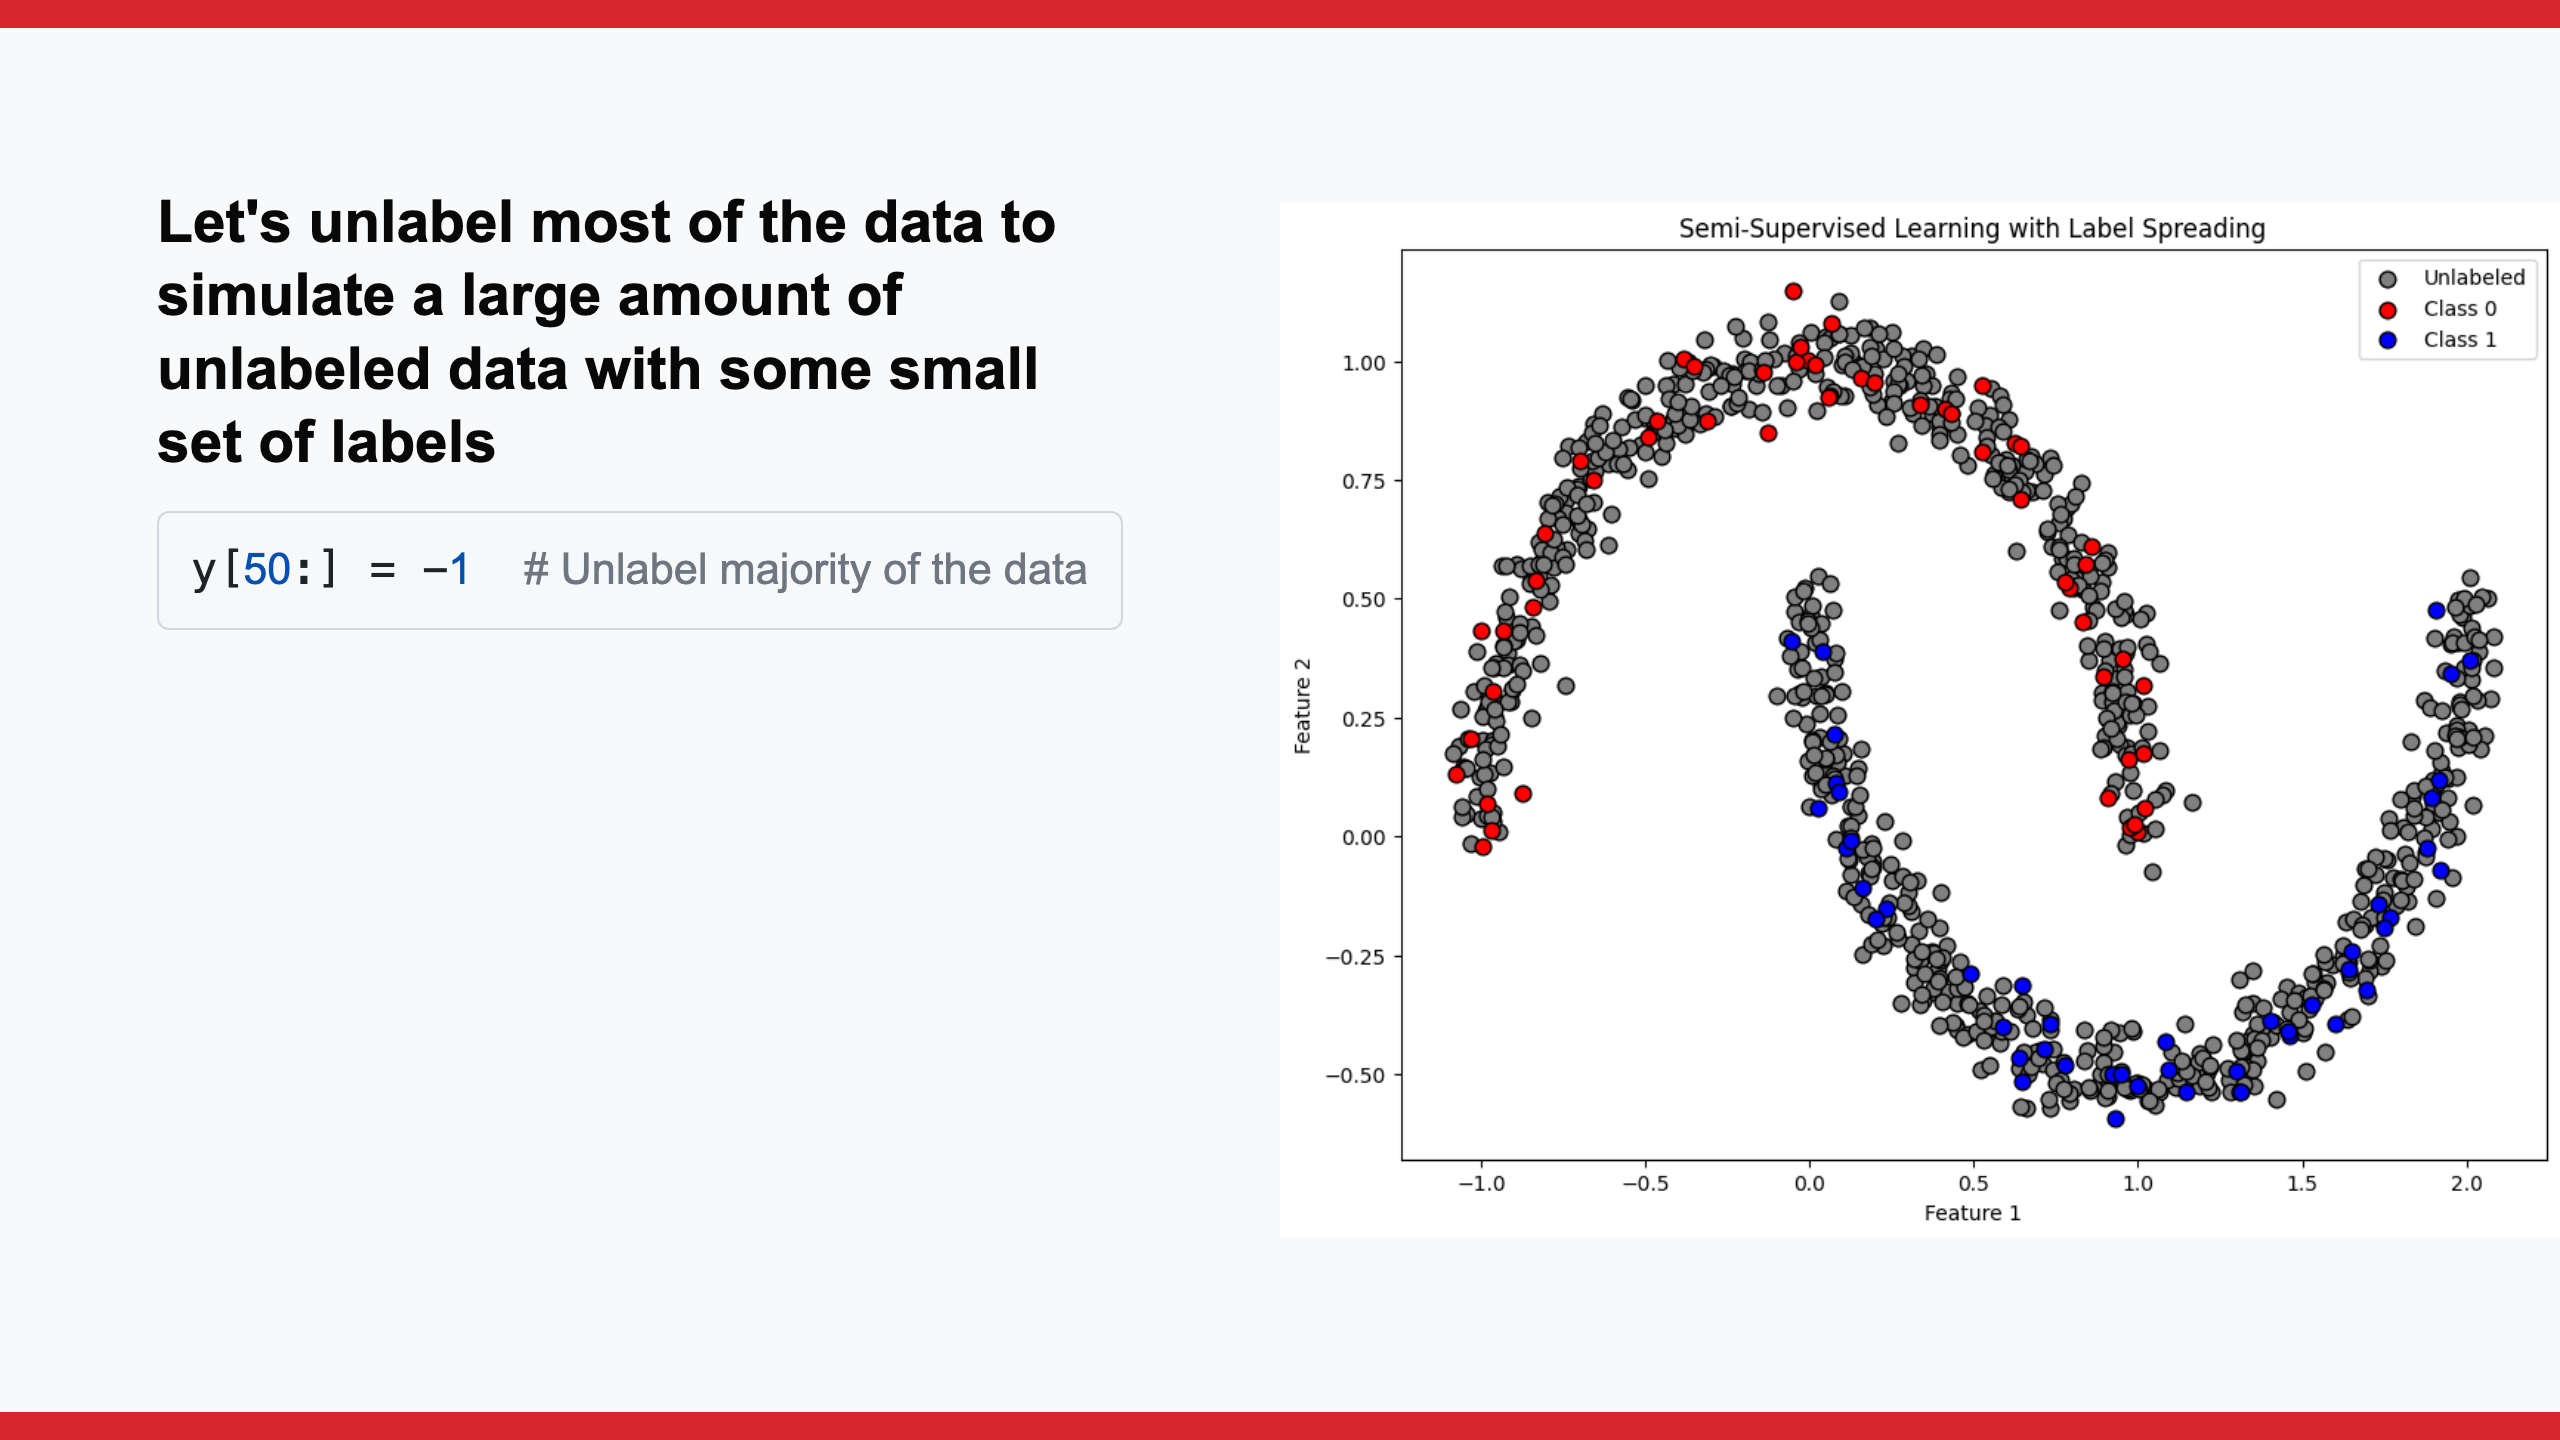 Let's unlabel most of the data to
simulate a large amount of
unlabeled data with some small
set of labels
y[50:] = −1  # Unlabel majority of the data
Semi-Supervised Learning with Label Spreading
Unlabeled
Class 0
Class 1
1.00
0.75
0.50
0.25
0.00
−0.25
−0.50
Feature 2
−1.0 −0.5 0.0 0.5 1.0 1.5 2.0
Feature 1